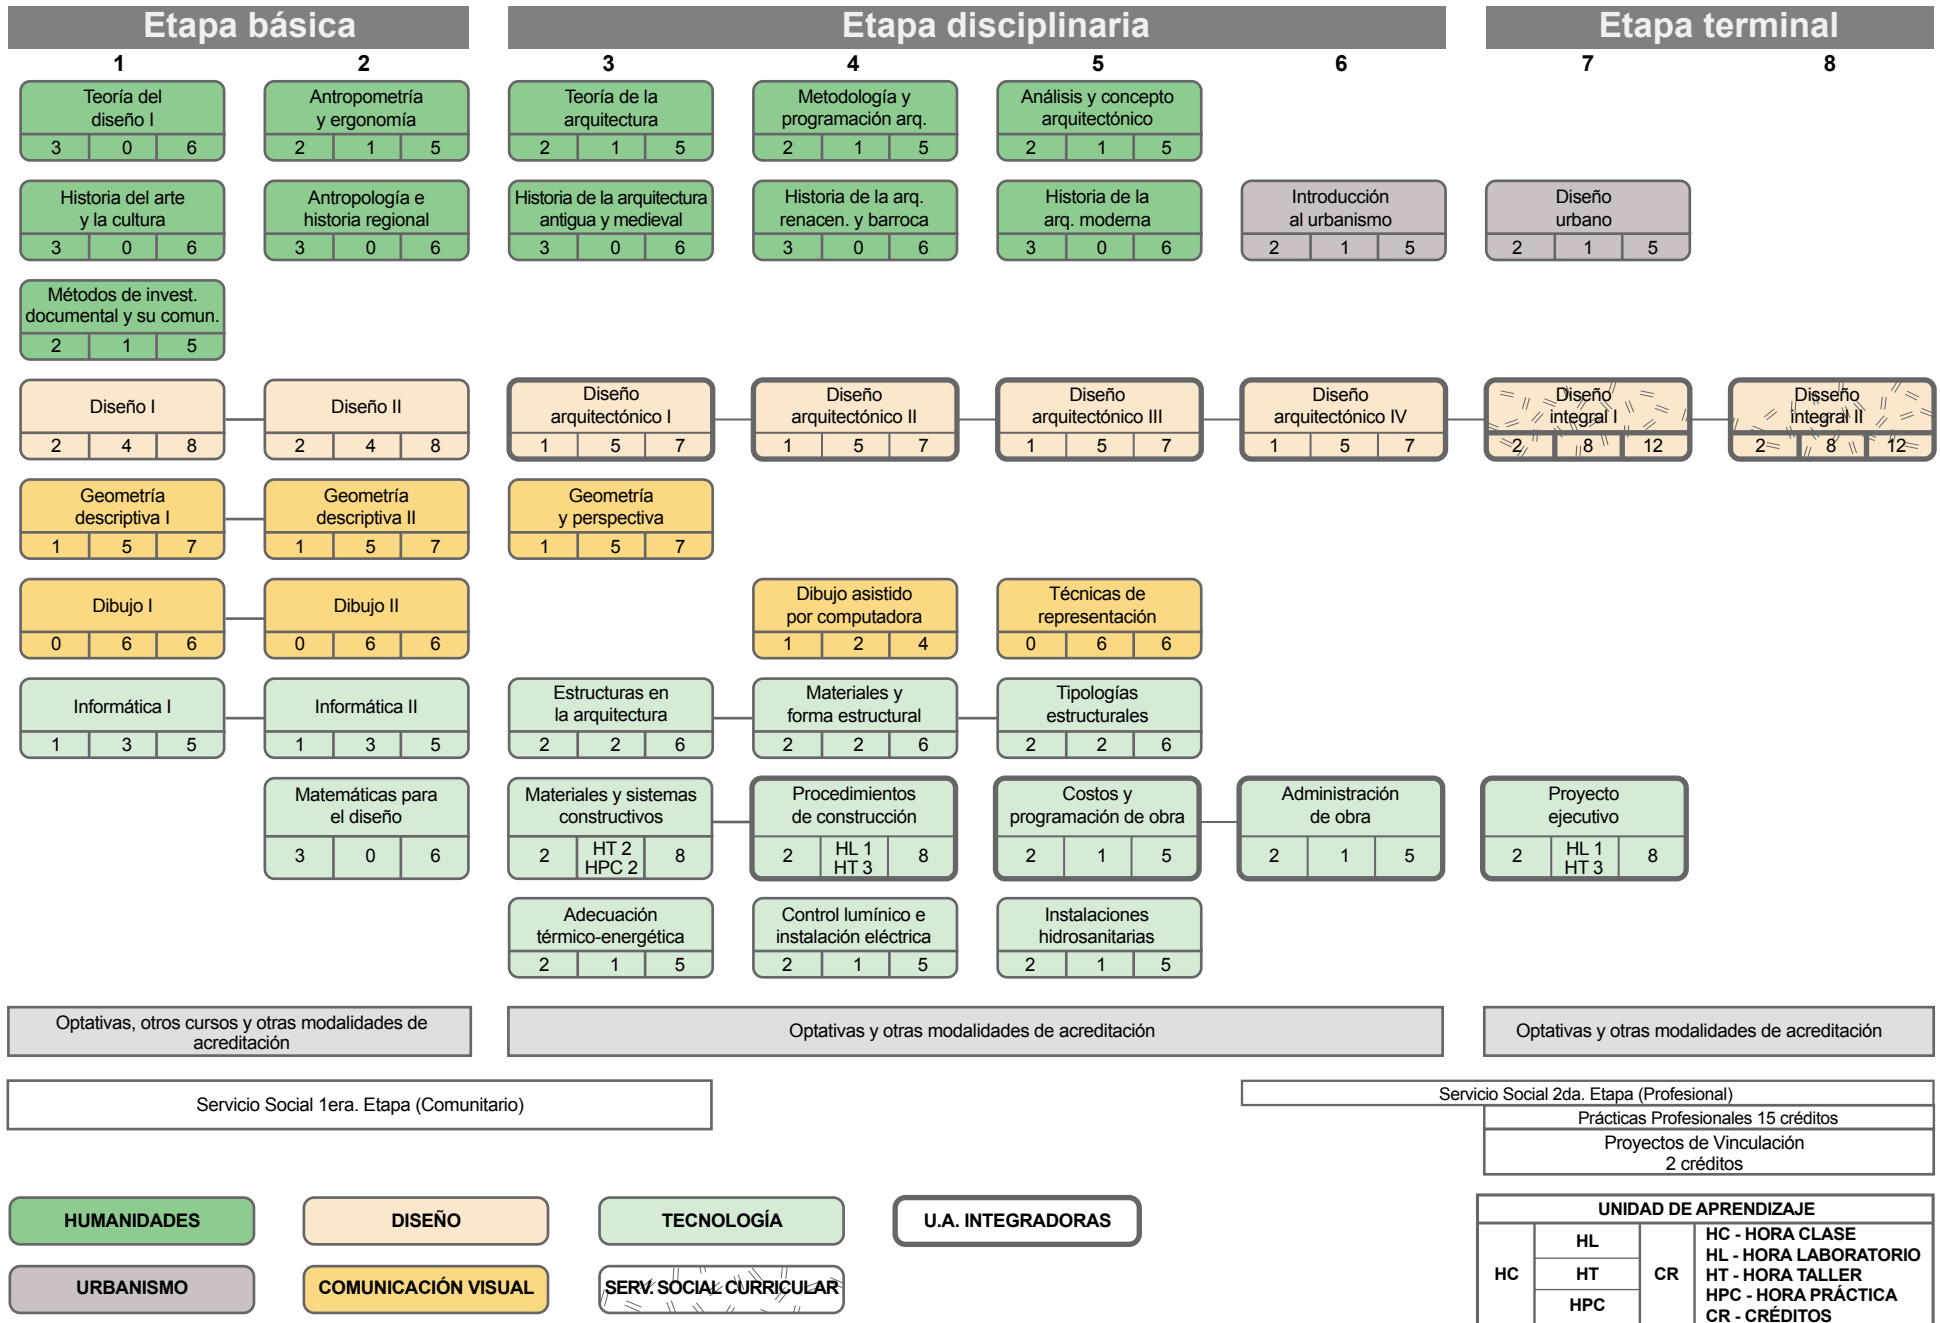 Etapa básica Etapa disciplinaria Etapa terminal
1 2 3 4 5 6 7 8
Teoría del
diseño I
3 0 6
Antropometría
y ergonomía
2 1 5
Teoría de la
arquitectura
2 1 5
Metodología y
programación arq.
2 1 5
Análisis y concepto
arquitectónico
2 1 5
Historia del arte
y la cultura
3 0 6
Antropología e
historia regional
3 0 6
Historia de la arquitectura
antigua y medieval
3 0 6
Historia de la arq.
renacen. y barroca
3 0 6
Historia de la
arq. moderna
3 0 6
Introducción
al urbanismo
2 1 5
Diseño
urbano
2 1 5
Métodos de invest.
documental y su comun.
2 1 5
Diseño I
2 4 8
Diseño II
2 4 8
Diseño
arquitectónico I
1 5 7
Diseño
arquitectónico II
1 5 7
Diseño
arquitectónico III
1 5 7
Diseño
arquitectónico IV
1 5 7
Diseño
integral I
2 8 12
Disseño
integral II
2 8 12
Geometría
descriptiva I
1 5 7
Geometría
descriptiva II
1 5 7
Geometría
y perspectiva
1 5 7
Dibujo I
0 6 6
Dibujo II
0 6 6
Dibujo asistido
por computadora
1 2 4
Técnicas de
representación
0 6 6
Informática I
1 3 5
Informática II
1 3 5
Estructuras en
la arquitectura
2 2 6
Materiales y
forma estructural
2 2 6
Tipologías
estructurales
2 2 6
Matemáticas para
el diseño
3 0 6
Materiales y sistemas
constructivos
2 HT 2 8
HPC 2
Procedimientos
de construcción
2 HL 1 8
HT 3
Costos y
programación de obra
2 1 5
Administración
de obra
2 1 5
Proyecto
ejecutivo
2 HL 1 8
HT 3
Adecuación
térmico-energética
2 1 5
Control lumínico e
instalación eléctrica
2 1 5
Instalaciones
hidrosanitarias
2 1 5
Optativas, otros cursos y otras modalidades de
acreditación
Optativas y otras modalidades de acreditación
Optativas y otras modalidades de acreditación
Servicio Social 1era. Etapa (Comunitario)
Servicio Social 2da. Etapa (Profesional)
Prácticas Profesionales 15 créditos
Proyectos de Vinculación
2 créditos
HUMANIDADES
DISEÑO
TECNOLOGÍA
U.A. INTEGRADORAS
URBANISMO
COMUNICACIÓN VISUAL
SERV. SOCIAL CURRICULAR
UNIDAD DE APRENDIZAJE
HC
HL
HT
HPC
CR
HC - HORA CLASE
HL - HORA LABORATORIO
HT - HORA TALLER
HPC - HORA PRÁCTICA
CR - CRÉDITOS